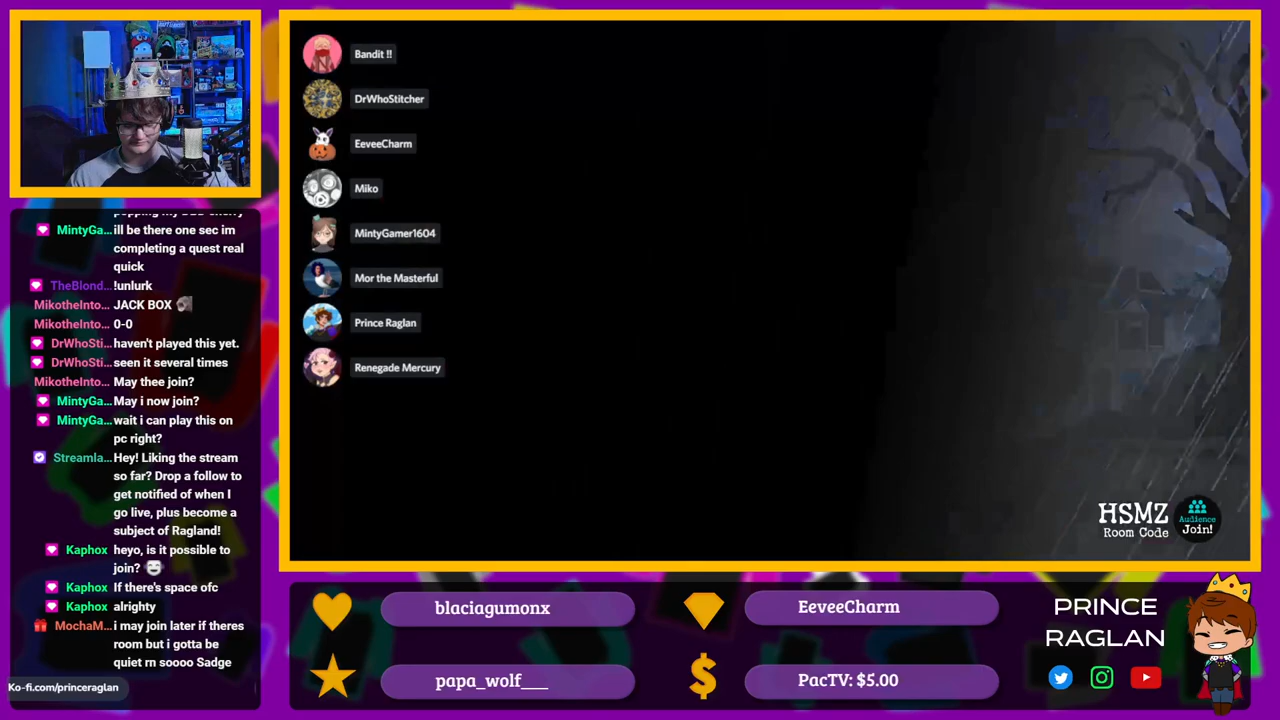 Bandit !!
DrWhoStitcher
EeveeCharm
Miko
MintyGamer1604
Mor the Masterful
Prince Raglan
Renegade Mercury
MintyGa... ill be there one sec im
completing a quest real
quick
TheBlond... !unlurk
MikotheInto... JACK BOX
MikotheInto... 0-0
DrWhoSti... haven't played this yet.
DrWhoSti... seen it several times
MikotheInto... May thee join?
MintyGa... May i now join?
MintyGa... wait i can play this on
pc right?
Streamla... Hey! Liking the stream
so far? Drop a follow to
get notified of when I
go live, plus become a
subject of Ragland!
Kaphox heyo, is it possible to
join?
Kaphox If there's space ofc
Kaphox alrighty
MochaM... i may join later if theres
room but i gotta be
quiet rn soooo Sadge
Ko-fi.com/princeraglan
HSMZ
Room Code
Audience
Join!
blaciagumonx
EeveeCharm
papa_wolf___
$
PacTV: $5.00
PRINCE
RAGLAN